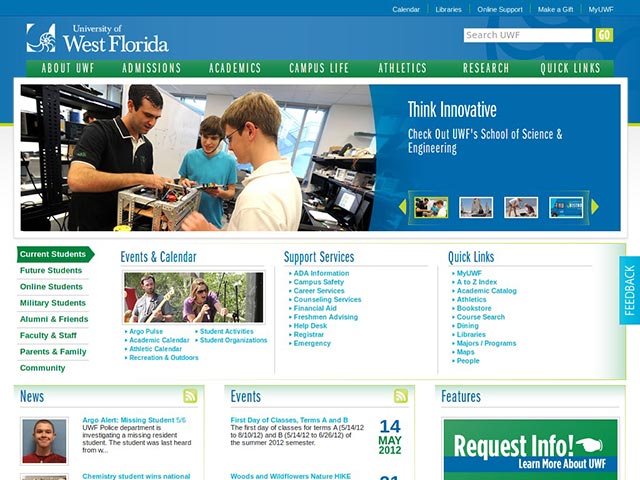 Calendar
Libraries
Online Support
Make a Gift
MyUWF
University of
West Florida
Search UWF
GO
ABOUT UWF
ADMISSIONS
ACADEMICS
CAMPUS LIFE
ATHLETICS
RESEARCH
QUICK LINKS
Think Innovative
Check Out UWF's School of Science &
Engineering
Current Students
Future Students
Online Students
Military Students
Alumni & Friends
Faculty & Staff
Parents & Family
Community
Events & Calendar
Argo Pulse
Academic Calendar
Athletic Calendar
Recreation & Outdoors
Student Activities
Student Organizations
Support Services
ADA Information
Campus Safety
Career Services
Counseling Services
Financial Aid
Freshmen Advising
Help Desk
Registrar
Emergency
Quick Links
MyUWF
A to Z Index
Academic Catalog
Athletics
Bookstore
Course Search
Dining
Libraries
Majors / Programs
Maps
People
FEEDBACK
News
Argo Alert: Missing Student 5/5
UWF Police department is
investigating a missing resident
student. The student was last heard
from w...
Chemistry student wins national
Events
First Day of Classes, Terms A and B
The first day of classes for terms A (5/14/12
to 8/10/12) and B (5/14/12 to 6/26/12) of
the summer 2012 semester.
14
MAY
2012
Woods and Wildflowers Nature HIKE
Features
Request Info!
Learn More About UWF